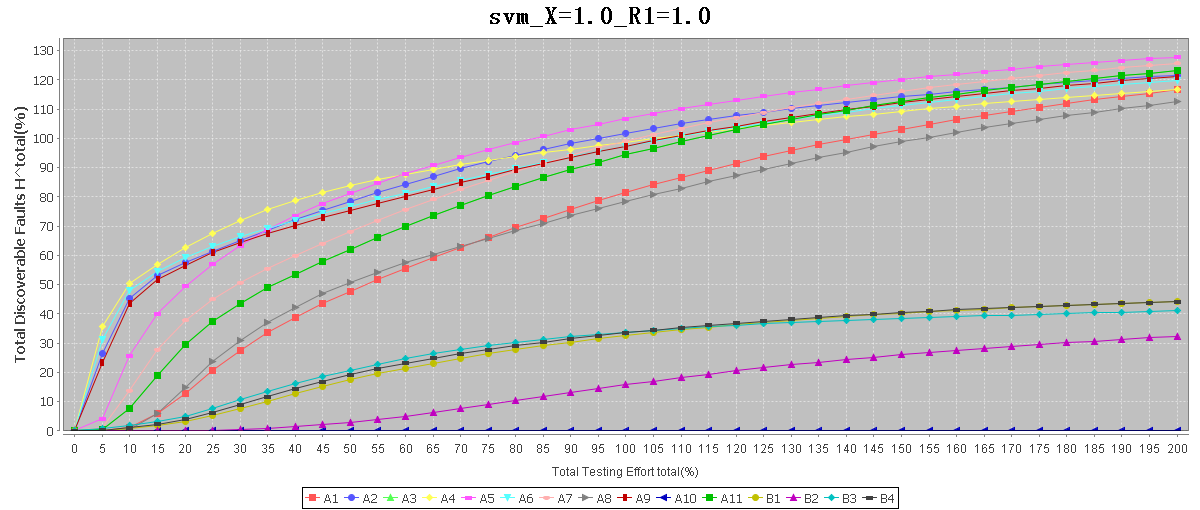 svm_X=1.0_R1=1.0
Total Discoverable Faults H^total(%)
130
120
110
100
90
80
70
60
50
40
30
20
10
0
0 5 10 15 20 25 30 35 40 45 50 55 60 65 70 75 80 85 90 95 100 105 110 115 120 125 130 135 140 145 150 155 160 165 170 175 180 185 190 195 200
Total Testing Effort total(%)
A1 A2 A3 A4 A5 A6 A7 A8 A9 A10 A11 B1 B2 B3 B4